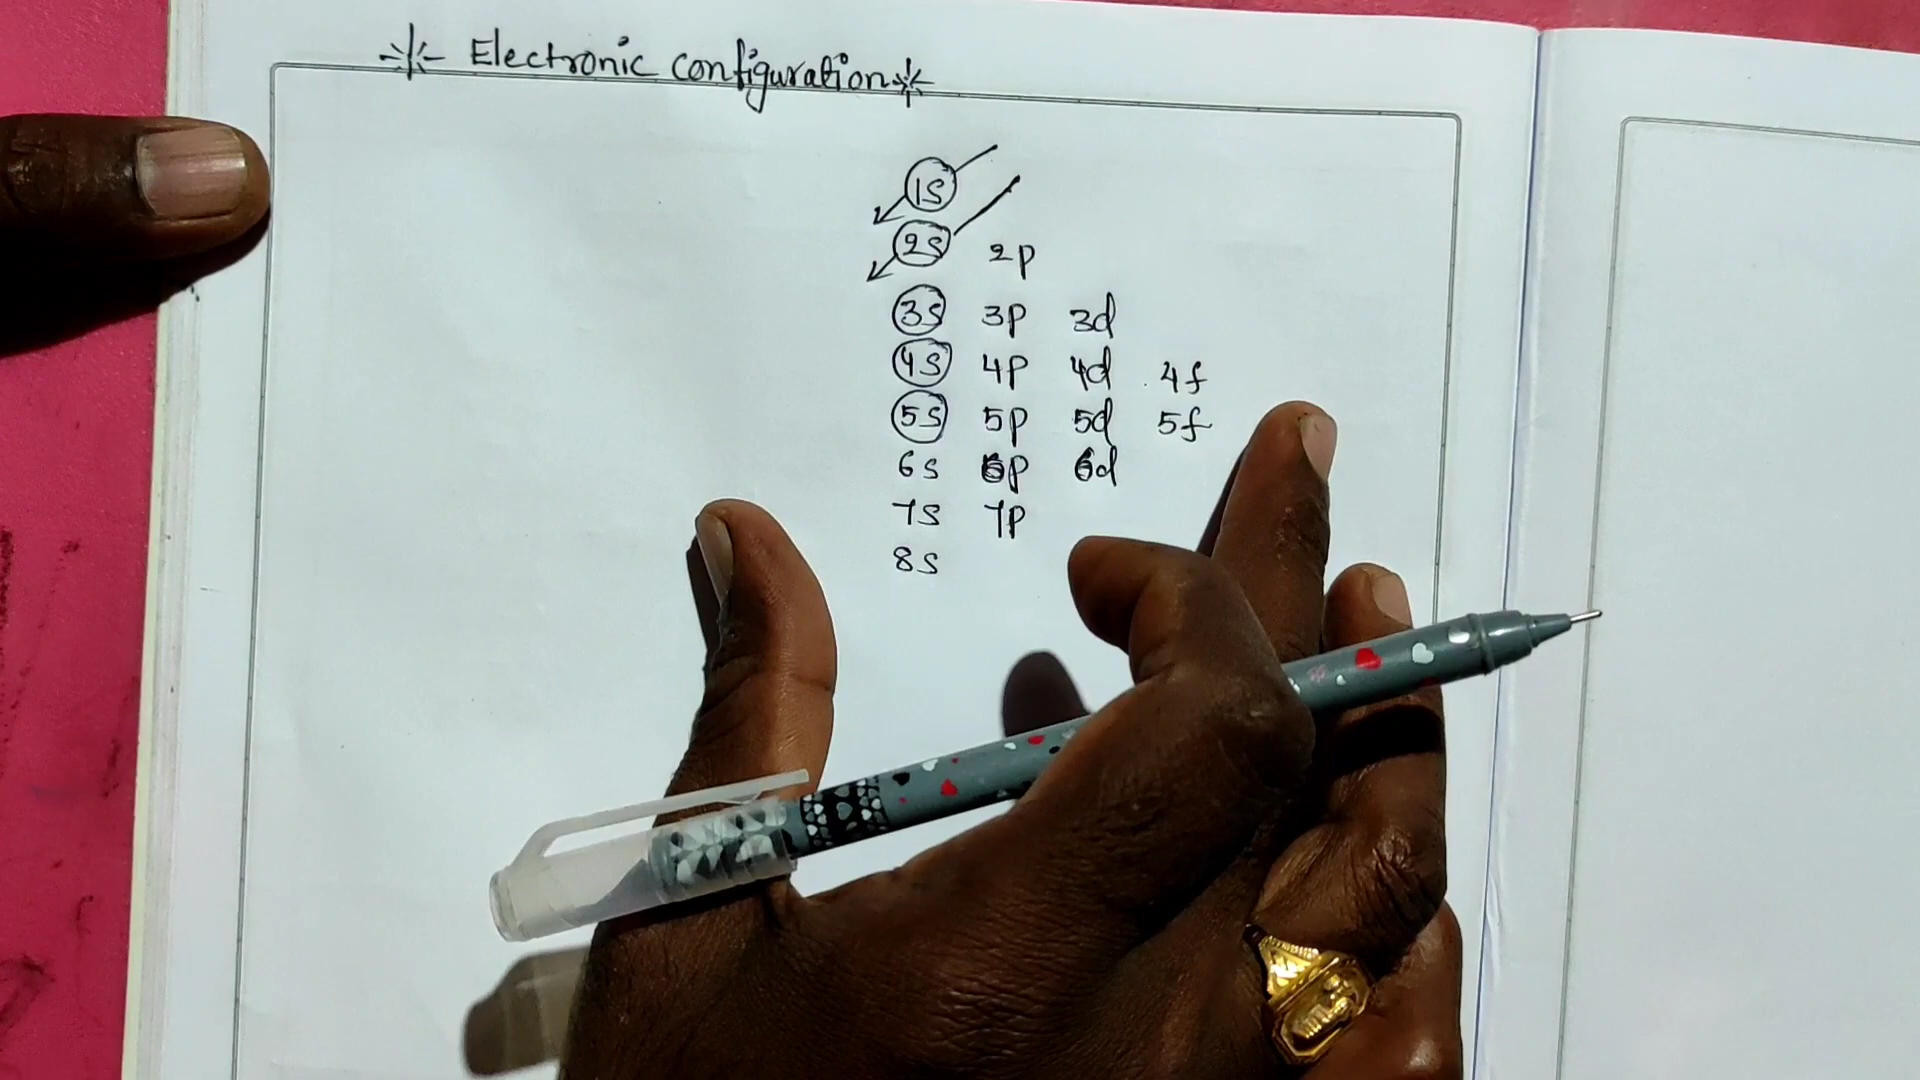 Electronic configuration
1s
2s 2p
3s 3p 3d
4s 4p 4d 4f
5s 5p 5d 5f
6s 6p 6d
7s 7p
8s